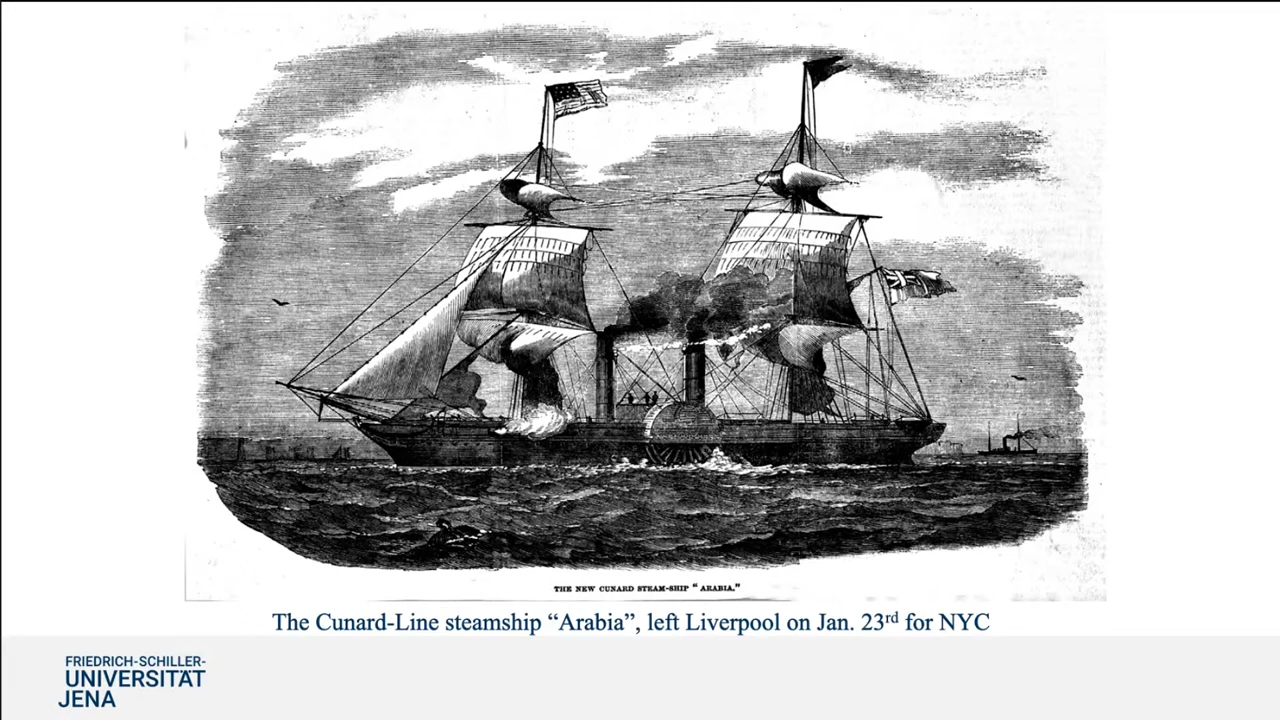 THE NEW CUNARD STEAM-SHIP "ARABIA."
The Cunard-Line steamship “Arabia”, left Liverpool on Jan. 23rd for NYC
FRIEDRICH-SCHILLER-
UNIVERSITÄT
JENA